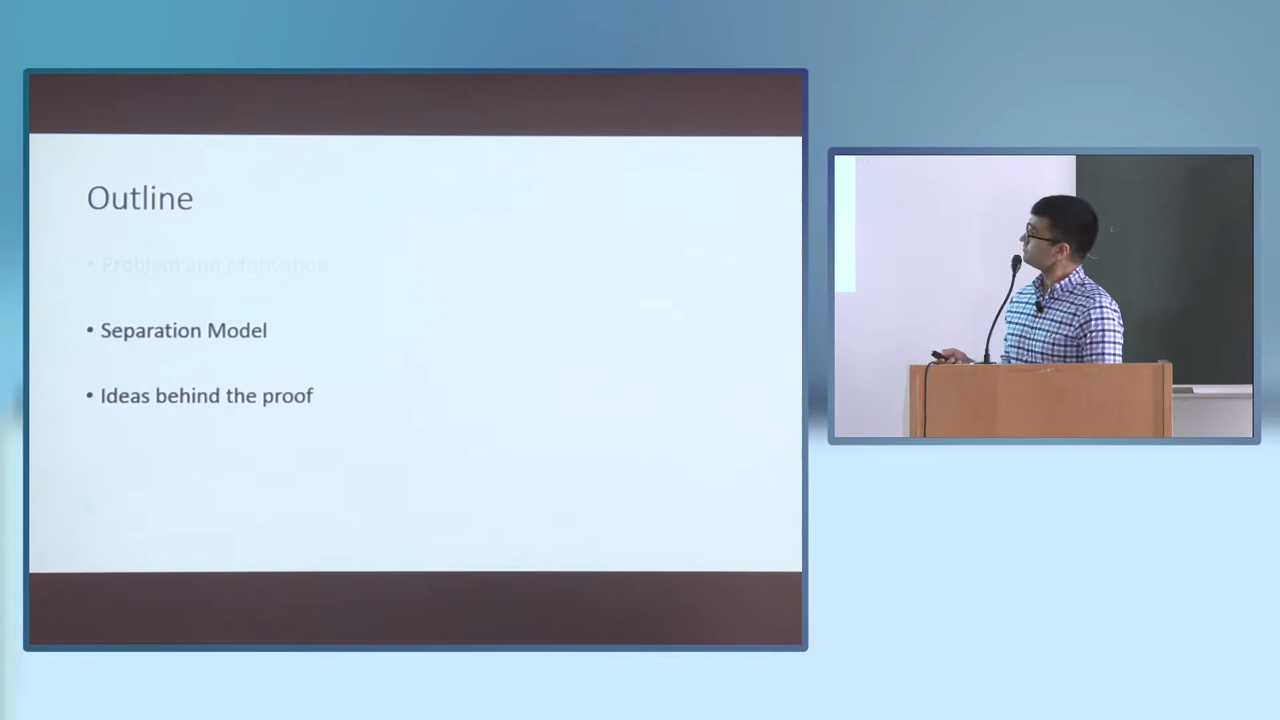 Outline
• Problem and Motivation
• Separation Model
• Ideas behind the proof